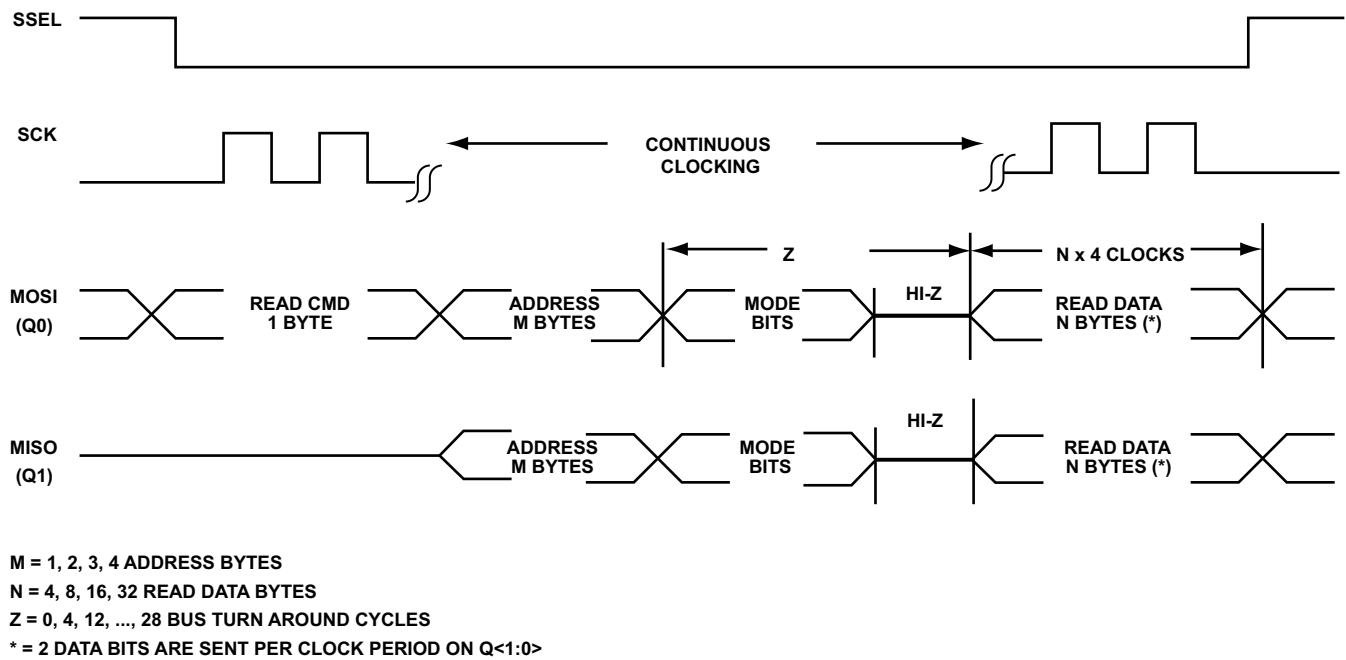 SSEL
SCK
CONTINUOUS
CLOCKING
Z
N x 4 CLOCKS
MOSI
(Q0)
READ CMD
1 BYTE
ADDRESS
M BYTES
MODE
BITS
HI-Z
READ DATA
N BYTES (*)
MISO
(Q1)
ADDRESS
M BYTES
MODE
BITS
HI-Z
READ DATA
N BYTES (*)
M = 1, 2, 3, 4 ADDRESS BYTES
N = 4, 8, 16, 32 READ DATA BYTES
Z = 0, 4, 12, ..., 28 BUS TURN AROUND CYCLES
* = 2 DATA BITS ARE SENT PER CLOCK PERIOD ON Q<1:0>